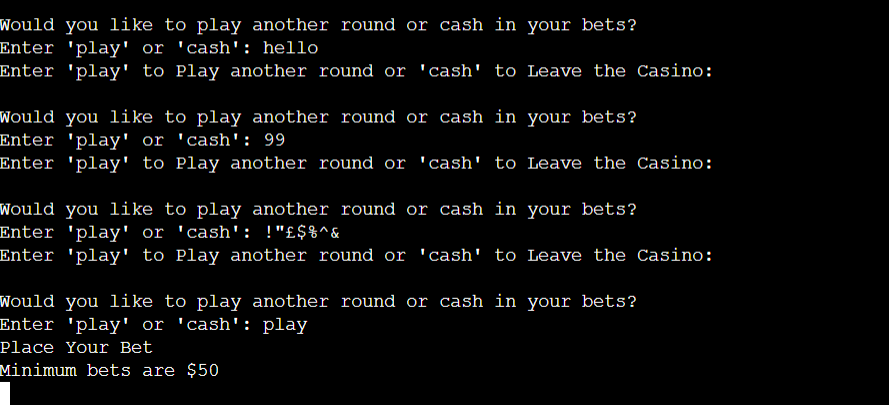 Would you like to play another round or cash in your bets?
Enter 'play' or 'cash': hello
Enter 'play' to Play another round or 'cash' to Leave the Casino:
Would you like to play another round or cash in your bets?
Enter 'play' or 'cash': 99
Enter 'play' to Play another round or 'cash' to Leave the Casino:
Would you like to play another round or cash in your bets?
Enter 'play' or 'cash': !"£$%^&
Enter 'play' to Play another round or 'cash' to Leave the Casino:
Would you like to play another round or cash in your bets?
Enter 'play' or 'cash': play
Place Your Bet
Minimum bets are $50